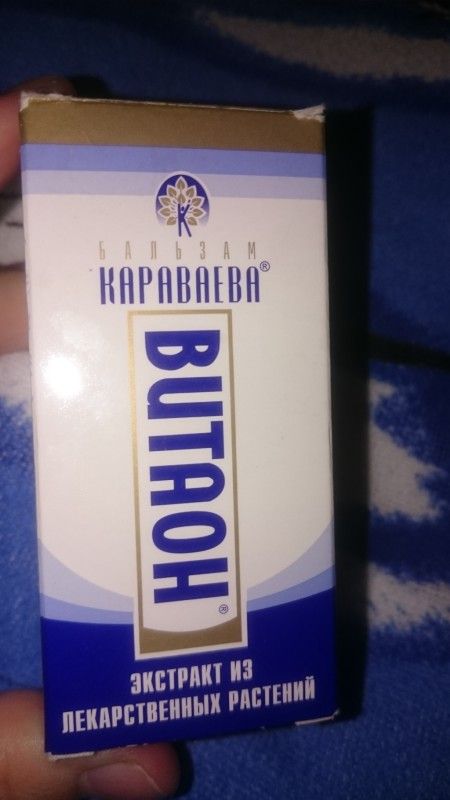 БАЛЬЗАМ
КАРАВАЕВА®
ВИТАОН®
ЭКСТРАКТ ИЗ
ЛЕКАРСТВЕННЫХ РАСТЕНИЙ